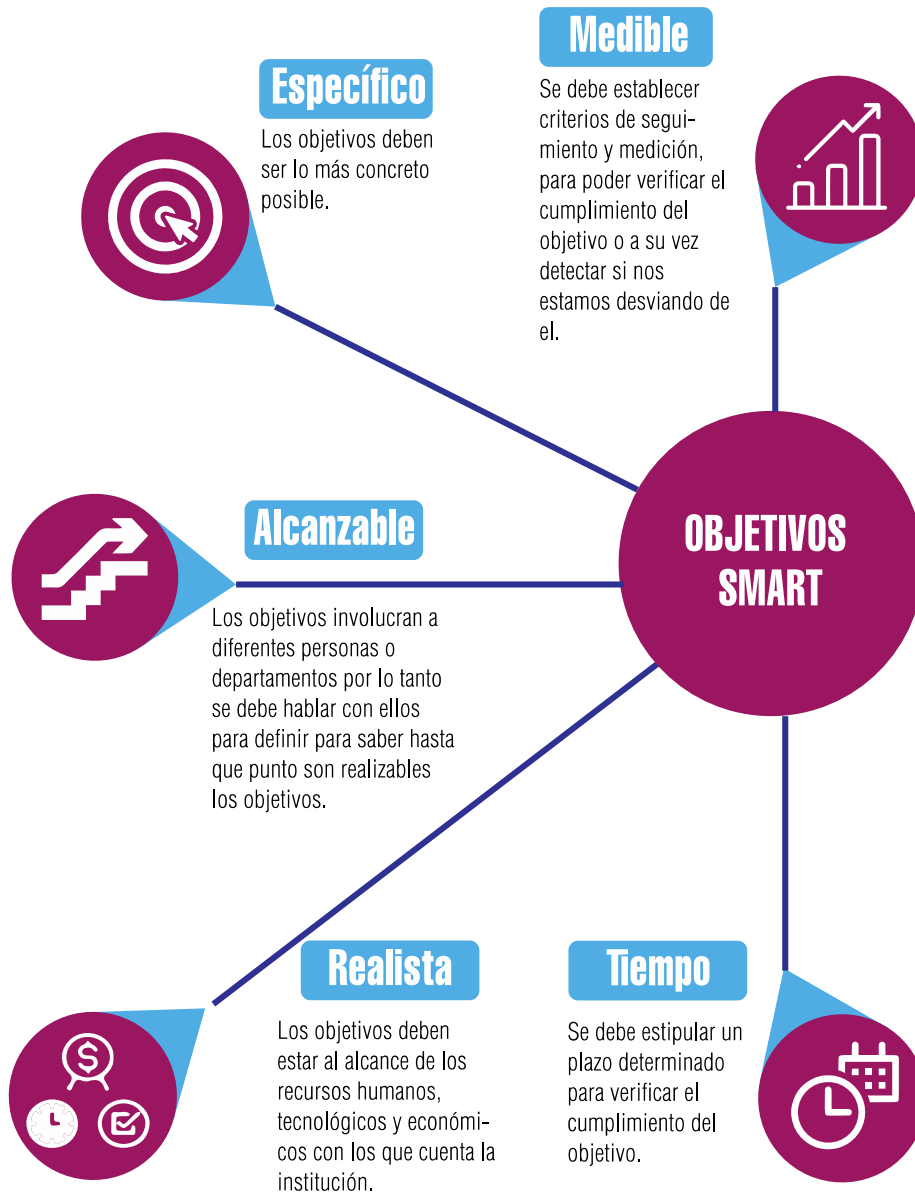 Específico
Los objetivos deben
ser lo más concreto
posible.
Medible
Se debe establecer
criterios de segui-
miento y medición,
para poder verificar el
cumplimiento del
objetivo o a su vez
detectar si nos
estamos desviando de
el.
OBJETIVOS
SMART
Alcanzable
Los objetivos involucran a
diferentes personas o
departamentos por lo tanto
se debe hablar con ellos
para definir para saber hasta
que punto son realizables
los objetivos.
Realista
Los objetivos deben
estar al alcance de los
recursos humanos,
tecnológicos y económi-
cos con los que cuenta la
institución.
Tiempo
Se debe estipular un
plazo determinado
para verificar el
cumplimiento del
objetivo.
$